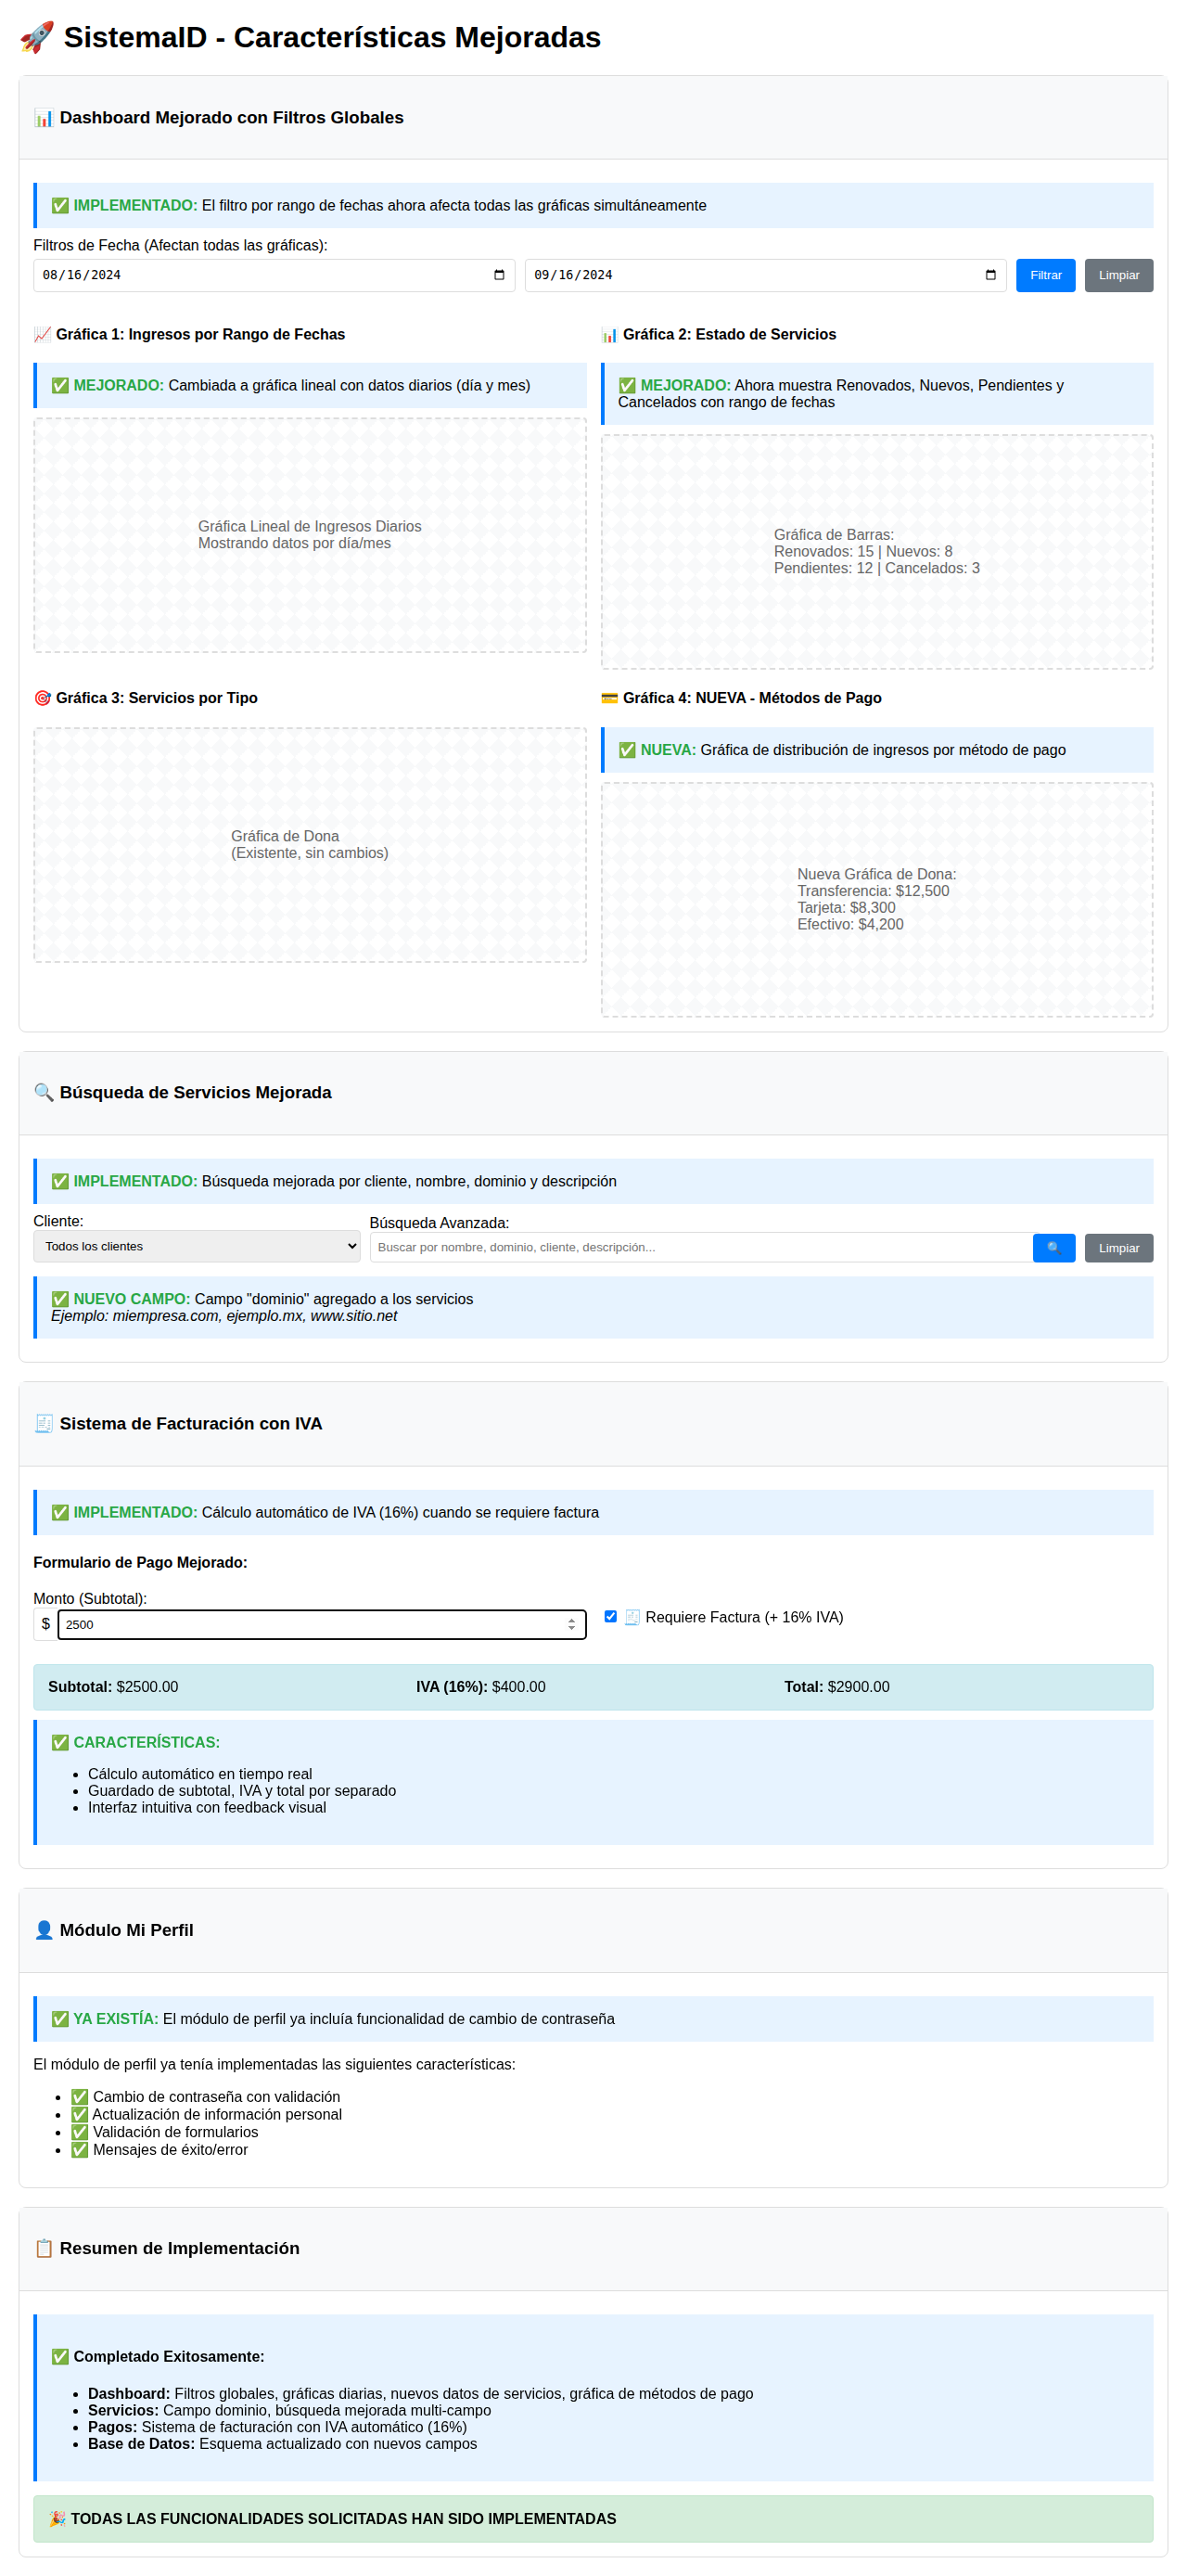 🚀 SistemaID - Características Mejoradas
📊 Dashboard Mejorado con Filtros Globales
✅ IMPLEMENTADO: El filtro por rango de fechas ahora afecta todas las gráficas simultáneamente
Filtros de Fecha (Afectan todas las gráficas):
08/16/2024 09/16/2024 Filtrar Limpiar
📈 Gráfica 1: Ingresos por Rango de Fechas
✅ MEJORADO: Cambiada a gráfica lineal con datos diarios (día y mes)
Gráfica Lineal de Ingresos Diarios
Mostrando datos por día/mes
📊 Gráfica 2: Estado de Servicios
✅ MEJORADO: Ahora muestra Renovados, Nuevos, Pendientes y
Cancelados con rango de fechas
Gráfica de Barras:
Renovados: 15 | Nuevos: 8
Pendientes: 12 | Cancelados: 3
🎯 Gráfica 3: Servicios por Tipo
Gráfica de Dona
(Existente, sin cambios)
💳 Gráfica 4: NUEVA - Métodos de Pago
✅ NUEVA: Gráfica de distribución de ingresos por método de pago
Nueva Gráfica de Dona:
Transferencia: $12,500
Tarjeta: $8,300
Efectivo: $4,200
🔍 Búsqueda de Servicios Mejorada
✅ IMPLEMENTADO: Búsqueda mejorada por cliente, nombre, dominio y descripción
Cliente:
Todos los clientes
Búsqueda Avanzada:
Buscar por nombre, dominio, cliente, descripción... 🔍 Limpiar
✅ NUEVO CAMPO: Campo "dominio" agregado a los servicios
Ejemplo: miempresa.com, ejemplo.mx, www.sitio.net
🧾 Sistema de Facturación con IVA
✅ IMPLEMENTADO: Cálculo automático de IVA (16%) cuando se requiere factura
Formulario de Pago Mejorado:
Monto (Subtotal):
$ 2500
🧾 Requiere Factura (+ 16% IVA)
Subtotal: $2500.00 IVA (16%): $400.00 Total: $2900.00
✅ CARACTERÍSTICAS:
• Cálculo automático en tiempo real
• Guardado de subtotal, IVA y total por separado
• Interfaz intuitiva con feedback visual
👤 Módulo Mi Perfil
✅ YA EXISTÍA: El módulo de perfil ya incluía funcionalidad de cambio de contraseña
El módulo de perfil ya tenía implementadas las siguientes características:
• ✅ Cambio de contraseña con validación
• ✅ Actualización de información personal
• ✅ Validación de formularios
• ✅ Mensajes de éxito/error
📋 Resumen de Implementación
✅ Completado Exitosamente:
• Dashboard: Filtros globales, gráficas diarias, nuevos datos de servicios, gráfica de métodos de pago
• Servicios: Campo dominio, búsqueda mejorada multi-campo
• Pagos: Sistema de facturación con IVA automático (16%)
• Base de Datos: Esquema actualizado con nuevos campos
🎉 TODAS LAS FUNCIONALIDADES SOLICITADAS HAN SIDO IMPLEMENTADAS